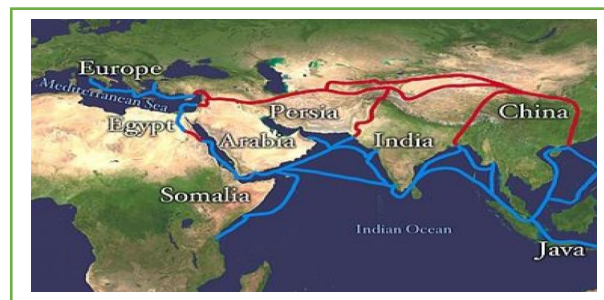 Europe
Mediterranean Sea
Egypt
Arabia
Persia
India
China
Somalia
Indian Ocean
Java